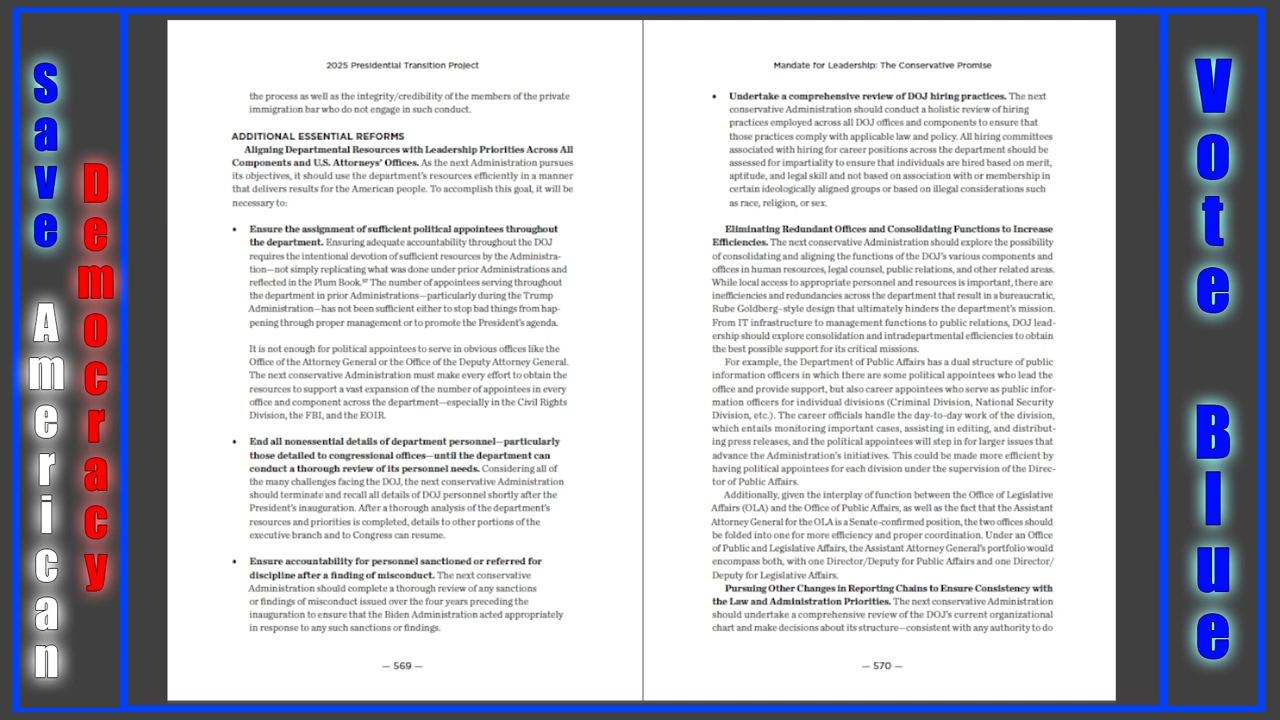 Save American
Democracy
2025 Presidential Transition Project
the process as well as the integrity/credibility of the members of the private
immigration bar who do not engage in such conduct.
ADDITIONAL ESSENTIAL REFORMS
Aligning Departmental Resources with Leadership Priorities Across All
Components and U.S. Attorneys' Offices. As the next Administration pursues
its objectives, it should use the department's resources efficiently in a manner
that delivers results for the American people. To accomplish this goal, it will be
necessary to:
• Ensure the assignment of sufficient political appointees throughout
the department. Ensuring adequate accountability throughout the DOJ
requires the intentional devotion of sufficient resources by the Administra-
tion—not simply replicating what was done under prior Administrations and
reflected in the Plum Book.⁹⁷ The number of appointees serving throughout
the department in prior Administrations—particularly during the Trump
Administration—has not been sufficient either to stop bad things from hap-
pening through proper management or to promote the President's agenda.
It is not enough for political appointees to serve in obvious offices like the
Office of the Attorney General or the Office of the Deputy Attorney General.
The next conservative Administration must make every effort to obtain the
resources to support a vast expansion of the number of appointees in every
office and component across the department—especially in the Civil Rights
Division, the FBI, and the EOIR.
• End all nonessential details of department personnel—particularly
those detailed to congressional offices—until the department can
conduct a thorough review of its personnel needs. Considering all of
the many challenges facing the DOJ, the next conservative Administration
should terminate and recall all details of DOJ personnel shortly after the
President's inauguration. After a thorough analysis of the department's
resources and priorities is completed, details to other portions of the
executive branch and to Congress can resume.
• Ensure accountability for personnel sanctioned or referred for
discipline after a finding of misconduct. The next conservative
Administration should complete a thorough review of any sanctions
or findings of misconduct issued over the four years preceding the
inauguration to ensure that the Biden Administration acted appropriately
in response to any such sanctions or findings.
— 569 —
Mandate for Leadership: The Conservative Promise
• Undertake a comprehensive review of DOJ hiring practices. The next
conservative Administration should conduct a holistic review of hiring
practices employed across all DOJ offices and components to ensure that
those practices comply with applicable law and policy. All hiring committees
associated with hiring for career positions across the department should be
assessed for impartiality to ensure that individuals are hired based on merit,
aptitude, and legal skill and not based on association with or membership in
certain ideologically aligned groups or based on illegal considerations such
as race, religion, or sex.
Eliminating Redundant Offices and Consolidating Functions to Increase
Efficiencies. The next conservative Administration should explore the possibility
of consolidating and aligning the functions of the DOJ's various components and
offices in human resources, legal counsel, public relations, and other related areas.
While local access to appropriate personnel and resources is important, there are
inefficiencies and redundancies across the department that result in a bureaucratic,
Rube Goldberg–style design that ultimately hinders the department's mission.
From IT infrastructure to management functions to public relations, DOJ lead-
ership should explore consolidation and intradepartmental efficiencies to obtain
the best possible support for its critical missions.
For example, the Department of Public Affairs has a dual structure of public
information officers in which there are some political appointees who lead the
office and provide support, but also career appointees who serve as public infor-
mation officers for individual divisions (Criminal Division, National Security
Division, etc.). The career officials handle the day-to-day work of the division,
which entails monitoring important cases, assisting in editing, and distribut-
ing press releases, and the political appointees will step in for larger issues that
advance the Administration's initiatives. This could be made more efficient by
having political appointees for each division under the supervision of the Direc-
tor of Public Affairs.
Additionally, given the interplay of function between the Office of Legislative
Affairs (OLA) and the Office of Public Affairs, as well as the fact that the Assistant
Attorney General for the OLA is a Senate-confirmed position, the two offices should
be folded into one for more efficiency and proper coordination. Under an Office
of Public and Legislative Affairs, the Assistant Attorney General's portfolio would
encompass both, with one Director/Deputy for Public Affairs and one Director/
Deputy for Legislative Affairs.
Pursuing Other Changes in Reporting Chains to Ensure Consistency with
the Law and Administration Priorities. The next conservative Administration
should undertake a comprehensive review of the DOJ's current organizational
chart and make decisions about its structure—consistent with any authority to do
— 570 —
Vote Blue